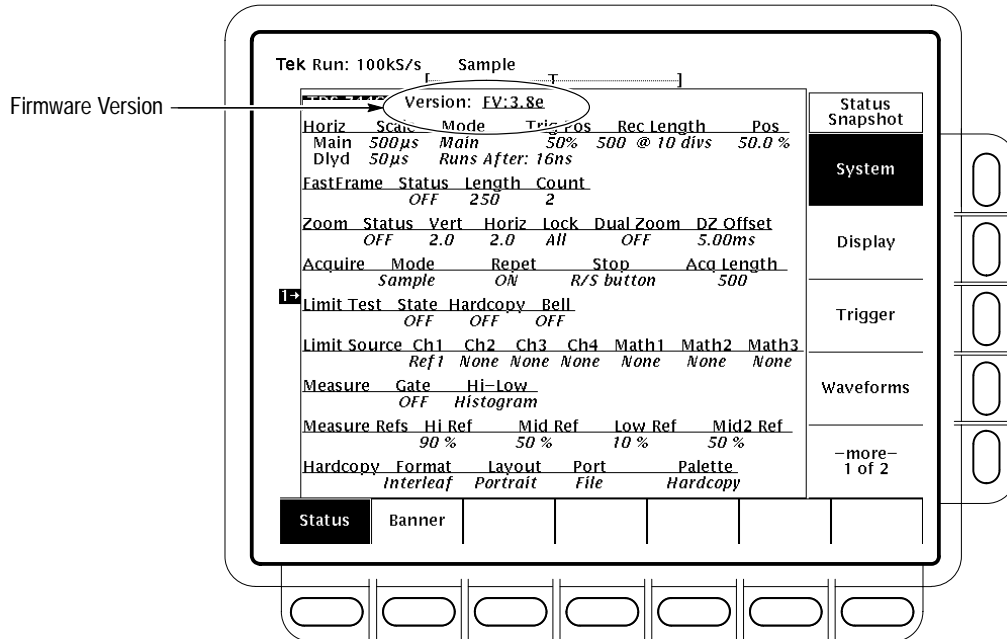 Tek Run: 100kS/s Sample
[ T ]
Firmware Version
Version: FV:3.8e
Horiz Scale Mode Trig Pos Rec Length Pos
Main 500µs Main 50% 500 @ 10 divs 50.0 %
Dlyd 50µs Runs After: 16ns
FastFrame Status Length Count
OFF 250 2
Zoom Status Vert Horiz Lock Dual Zoom DZ Offset
OFF 2.0 2.0 All OFF 5.00ms
Acquire Mode Repet Stop Acq Length
Sample ON R/S button 500
1→
Limit Test State Hardcopy Bell
OFF OFF OFF
Limit Source Ch1 Ch2 Ch3 Ch4 Math1 Math2 Math3
Ref1 None None None None None None
Measure Gate Hi–Low
OFF Histogram
Measure Refs Hi Ref Mid Ref Low Ref Mid2 Ref
90 % 50 % 10 % 50 %
Hardcopy Format Layout Port Palette
Interleaf Portrait File Hardcopy
Status
Snapshot
System
Display
Trigger
Waveforms
–more–
1 of 2
Status Banner